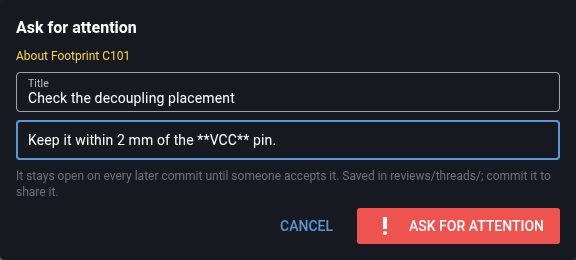 Ask for attention
About Footprint C101
Title
Check the decoupling placement
Keep it within 2 mm of the **VCC** pin.
It stays open on every later commit until someone accepts it. Saved in reviews/threads/; commit it to
share it.
CANCEL
! ASK FOR ATTENTION